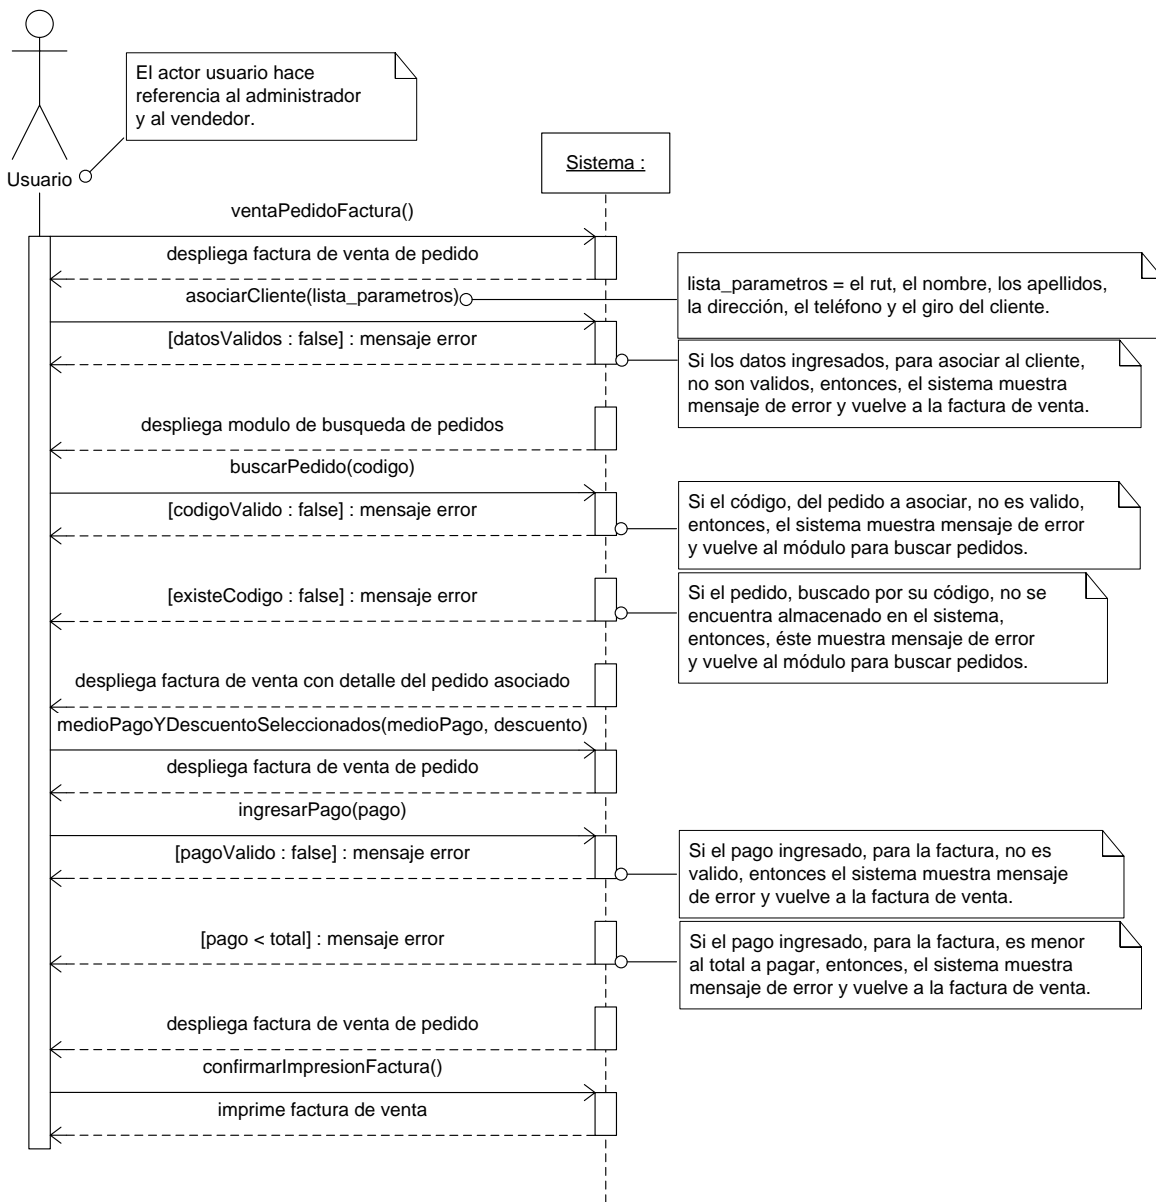 El actor usuario hace
referencia al administrador
y al vendedor.
Usuario
Sistema :
ventaPedidoFactura()
despliega factura de venta de pedido
asociarCliente(lista_parametros)
lista_parametros = el rut, el nombre, los apellidos,
la dirección, el teléfono y el giro del cliente.
[datosValidos : false] : mensaje error
Si los datos ingresados, para asociar al cliente,
no son validos, entonces, el sistema muestra
mensaje de error y vuelve a la factura de venta.
despliega modulo de busqueda de pedidos
buscarPedido(codigo)
[codigoValido : false] : mensaje error
Si el código, del pedido a asociar, no es valido,
entonces, el sistema muestra mensaje de error
y vuelve al módulo para buscar pedidos.
[existeCodigo : false] : mensaje error
Si el pedido, buscado por su código, no se
encuentra almacenado en el sistema,
entonces, éste muestra mensaje de error
y vuelve al módulo para buscar pedidos.
despliega factura de venta con detalle del pedido asociado
medioPagoYDescuentoSeleccionados(medioPago, descuento)
despliega factura de venta de pedido
ingresarPago(pago)
[pagoValido : false] : mensaje error
Si el pago ingresado, para la factura, no es
valido, entonces el sistema muestra mensaje
de error y vuelve a la factura de venta.
[pago < total] : mensaje error
Si el pago ingresado, para la factura, es menor
al total a pagar, entonces, el sistema muestra
mensaje de error y vuelve a la factura de venta.
despliega factura de venta de pedido
confirmarImpresionFactura()
imprime factura de venta